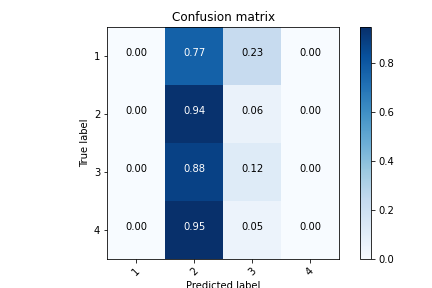 Confusion matrix
1 0.00 0.77 0.23 0.00
2 0.00 0.94 0.06 0.00
3 0.00 0.88 0.12 0.00
4 0.00 0.95 0.05 0.00
1 2 3 4
True label
Predicted label
0.8
0.6
0.4
0.2
0.0